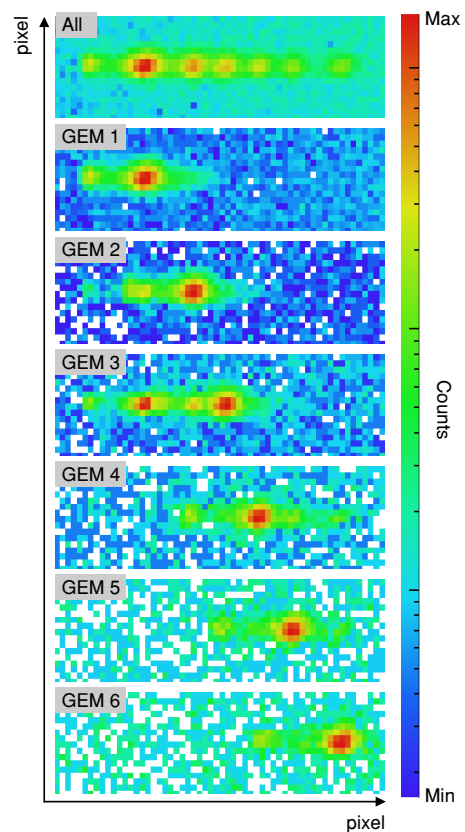 pixel
All
GEM 1
GEM 2
GEM 3
GEM 4
GEM 5
GEM 6
pixel
Max
Counts
Min